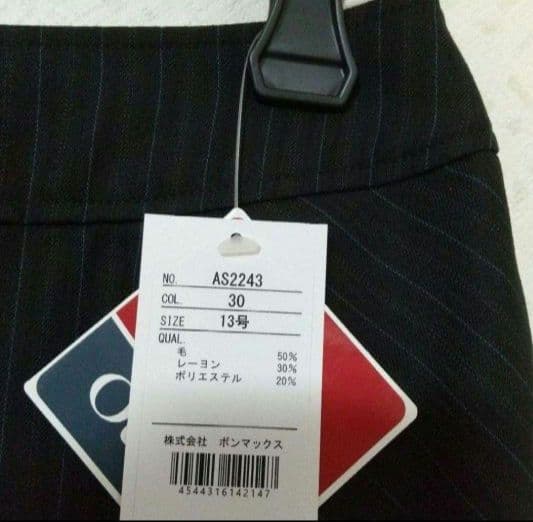 NO. AS2243
COL. 30
SIZE 13号
QUAL.
毛 50%
レーヨン 30%
ポリエステル 20%
株式会社 ボンマックス
4544316142147